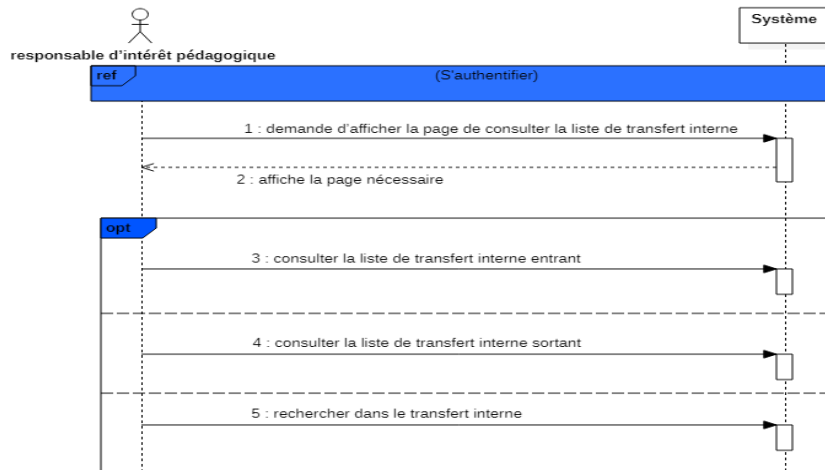 Système
responsable d'intérêt pédagogique
ref
(S'authentifier)
1 : demande d'afficher la page de consulter la liste de transfert interne
2 : affiche la page nécessaire
opt
3 : consulter la liste de transfert interne entrant
4 : consulter la liste de transfert interne sortant
5 : rechercher dans le transfert interne